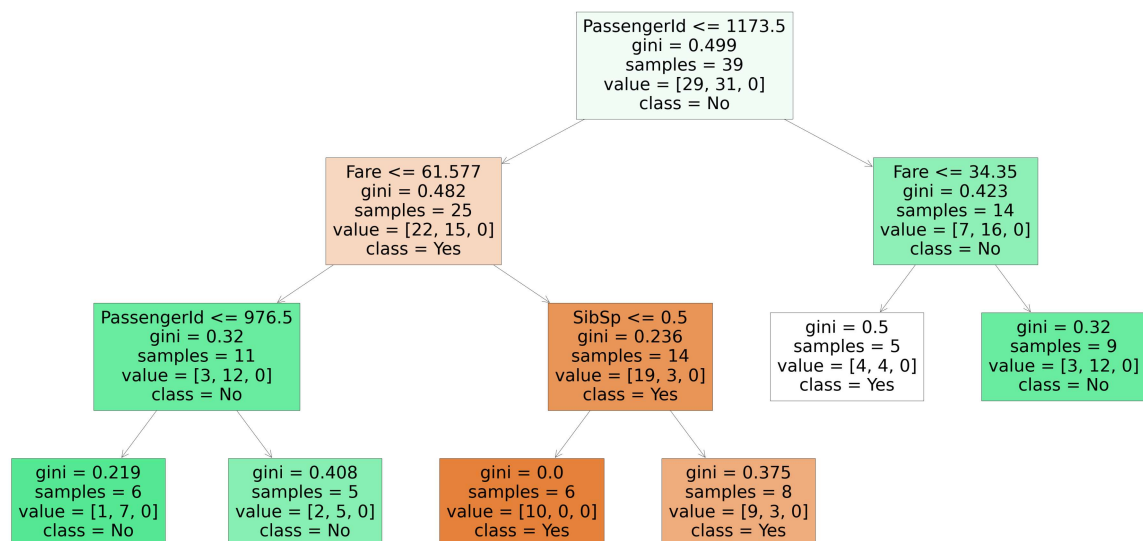 PassengerId <= 1173.5
gini = 0.499
samples = 39
value = [29, 31, 0]
class = No
Fare <= 61.577
gini = 0.482
samples = 25
value = [22, 15, 0]
class = Yes
Fare <= 34.35
gini = 0.423
samples = 14
value = [7, 16, 0]
class = No
PassengerId <= 976.5
gini = 0.32
samples = 11
value = [3, 12, 0]
class = No
SibSp <= 0.5
gini = 0.236
samples = 14
value = [19, 3, 0]
class = Yes
gini = 0.5
samples = 5
value = [4, 4, 0]
class = Yes
gini = 0.32
samples = 9
value = [3, 12, 0]
class = No
gini = 0.219
samples = 6
value = [1, 7, 0]
class = No
gini = 0.408
samples = 5
value = [2, 5, 0]
class = No
gini = 0.0
samples = 6
value = [10, 0, 0]
class = Yes
gini = 0.375
samples = 8
value = [9, 3, 0]
class = Yes